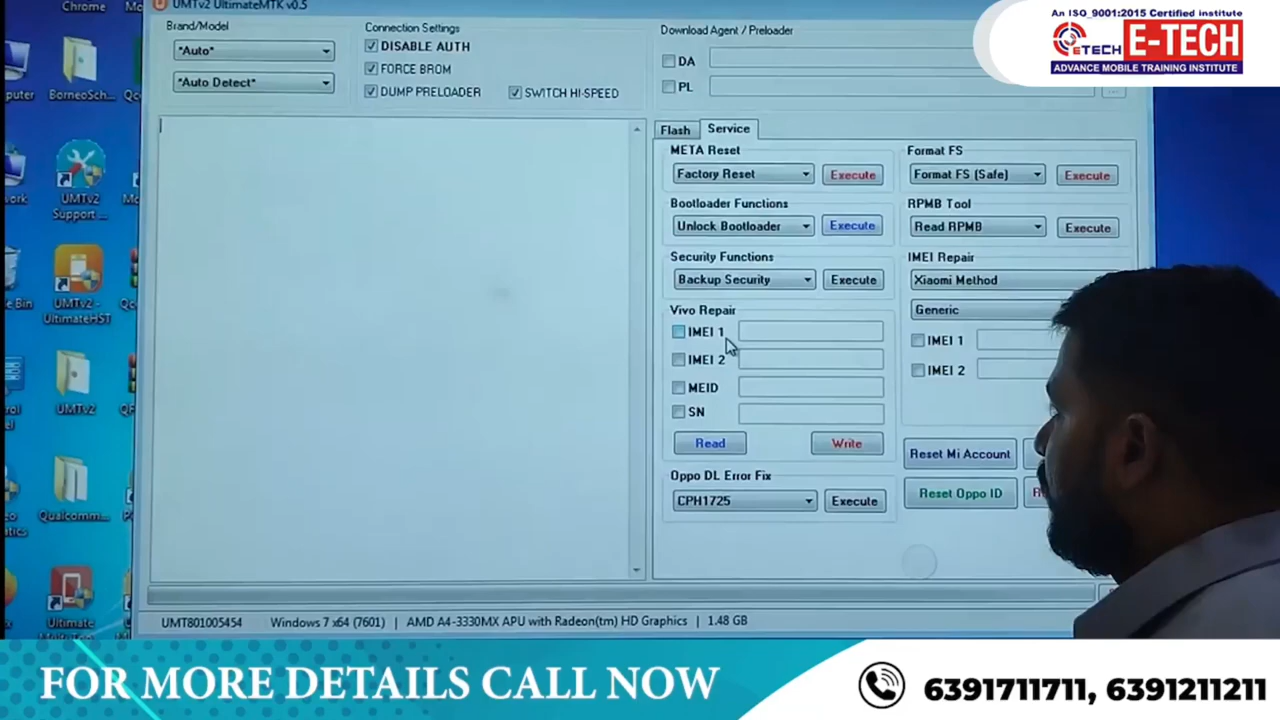 UMTv2 UltimateMTK v0.5
Brand/Model
*Auto*
*Auto Detect*
Connection Settings
DISABLE AUTH
FORCE BROM
DUMP PRELOADER
SWITCH HI-SPEED
Download Agent / Preloader
DA
PL
...
An ISO_9001:2015 Certified institute
ETECH
E-TECH
ADVANCE MOBILE TRAINING INSTITUTE
Chrome
BorneoSch...
UMTv2
Support ...
UMTv2 -
UltimateHST
UMTv2
Qualcomm...
Ultimate
Flash
Service
META Reset
Factory Reset
Execute
Bootloader Functions
Unlock Bootloader
Execute
Security Functions
Backup Security
Execute
Vivo Repair
IMEI 1
IMEI 2
MEID
SN
Read
Write
Oppo DL Error Fix
CPH1725
Execute
Format FS
Format FS (Safe)
Execute
RPMB Tool
Read RPMB
Execute
IMEI Repair
Xiaomi Method
Generic
IMEI 1
IMEI 2
Reset Mi Account
Reset Oppo ID
UMT801005454
Windows 7 x64 (7601)
AMD A4-3330MX APU with Radeon(tm) HD Graphics
1.48 GB
FOR MORE DETAILS CALL NOW
6391711711, 6391211211